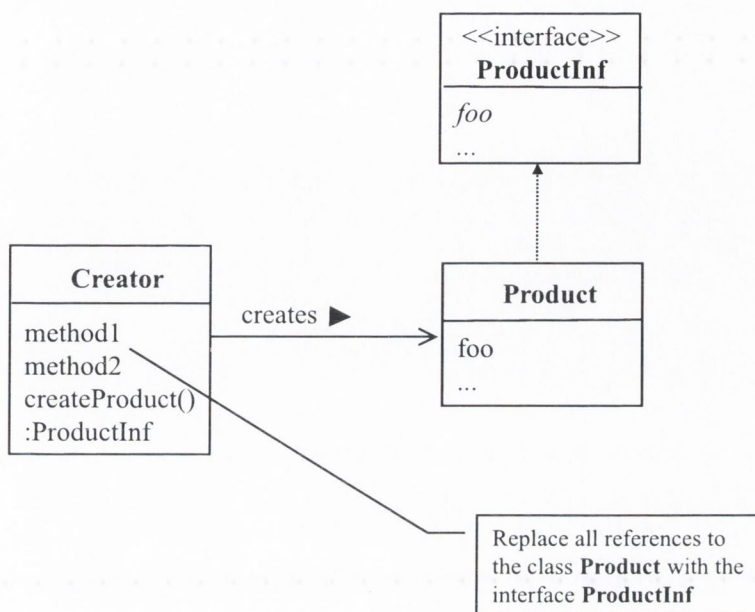 <<interface>>
ProductInf
foo
...
Creator
method1
method2
createProduct()
:ProductInf
creates ▶
Product
foo
...
Replace all references to
the class Product with the
interface ProductInf